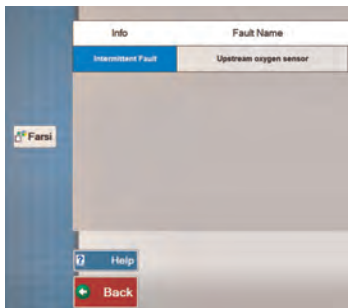 Info Fault Name
Intermittent Fault Upstream oxygen sensor
Farsi
? Help
Back